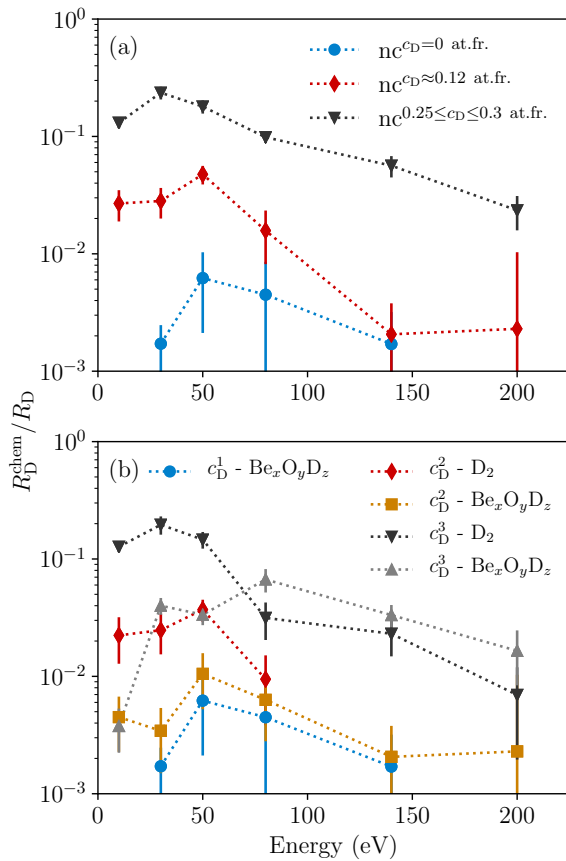 10⁰
(a)
nc^{c_D=0 at.fr.}
nc^{c_D≈0.12 at.fr.}
nc^{0.25≤c_D≤0.3 at.fr.}
10⁻¹
10⁻²
10⁻³
0 50 100 150 200
R_D^{chem}/R_D
10⁰
(b)
c_D^1 - Be_xO_yD_z
c_D^2 - D_2
c_D^2 - Be_xO_yD_z
c_D^3 - D_2
c_D^3 - Be_xO_yD_z
10⁻¹
10⁻²
10⁻³
0 50 100 150 200
Energy (eV)